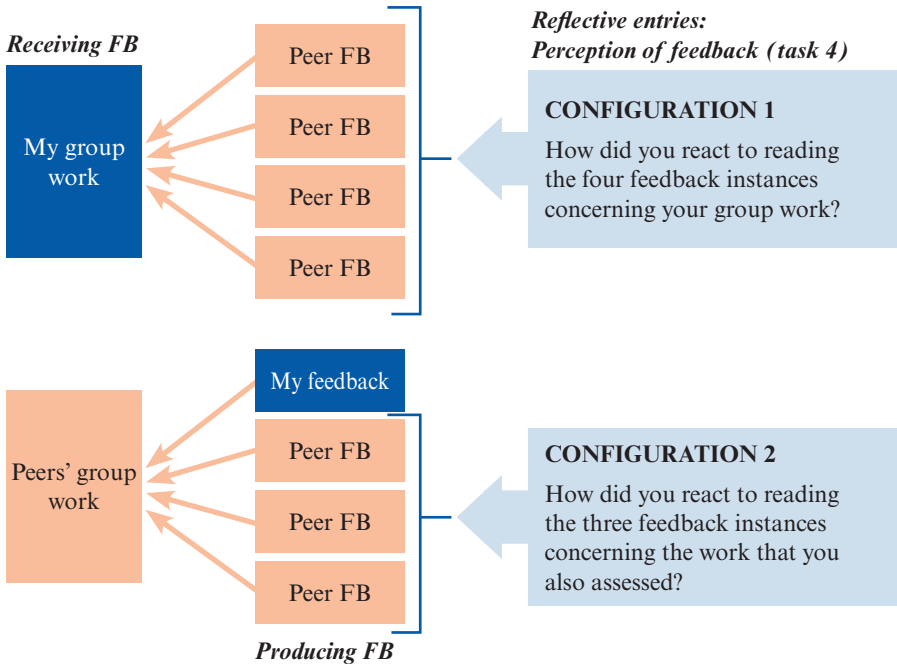 Receiving FB
My group
work
Peer FB
Peer FB
Peer FB
Peer FB
Reflective entries:
Perception of feedback (task 4)
CONFIGURATION 1
How did you react to reading
the four feedback instances
concerning your group work?
Peers’ group
work
My feedback
Peer FB
Peer FB
Peer FB
Producing FB
CONFIGURATION 2
How did you react to reading
the three feedback instances
concerning the work that you
also assessed?